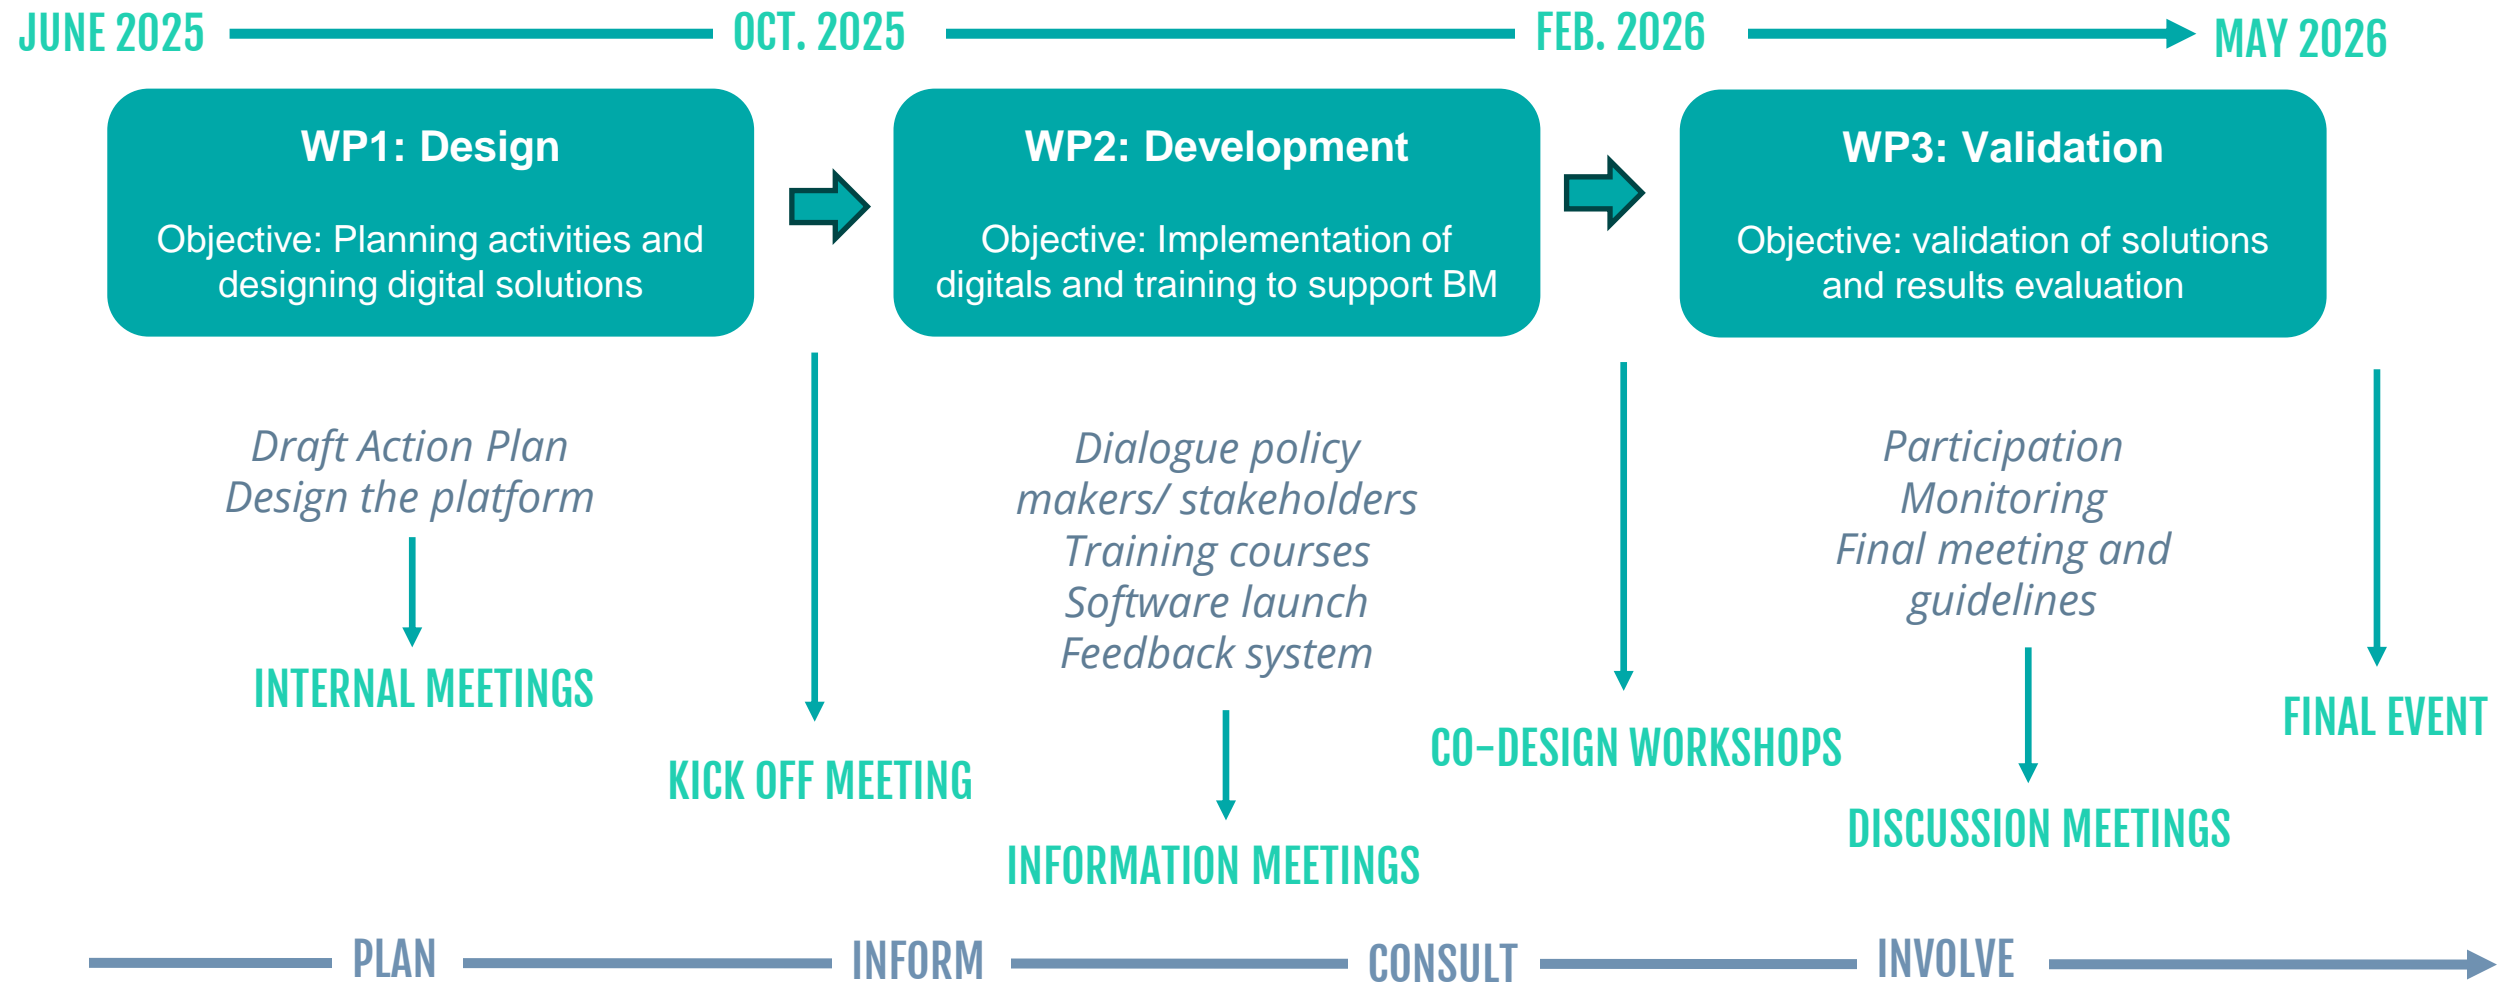 JUNE 2025
OCT. 2025
FEB. 2026
MAY 2026
WP1: Design
Objective: Planning activities and
designing digital solutions
WP2: Development
Objective: Implementation of
digitals and training to support BM
WP3: Validation
Objective: validation of solutions
and results evaluation
Draft Action Plan
Design the platform
INTERNAL MEETINGS
KICK OFF MEETING
Dialogue policy
makers/ stakeholders
Training courses
Software launch
Feedback system
INFORMATION MEETINGS
CO-DESIGN WORKSHOPS
Participation
Monitoring
Final meeting and
guidelines
DISCUSSION MEETINGS
FINAL EVENT
PLAN
INFORM
CONSULT
INVOLVE